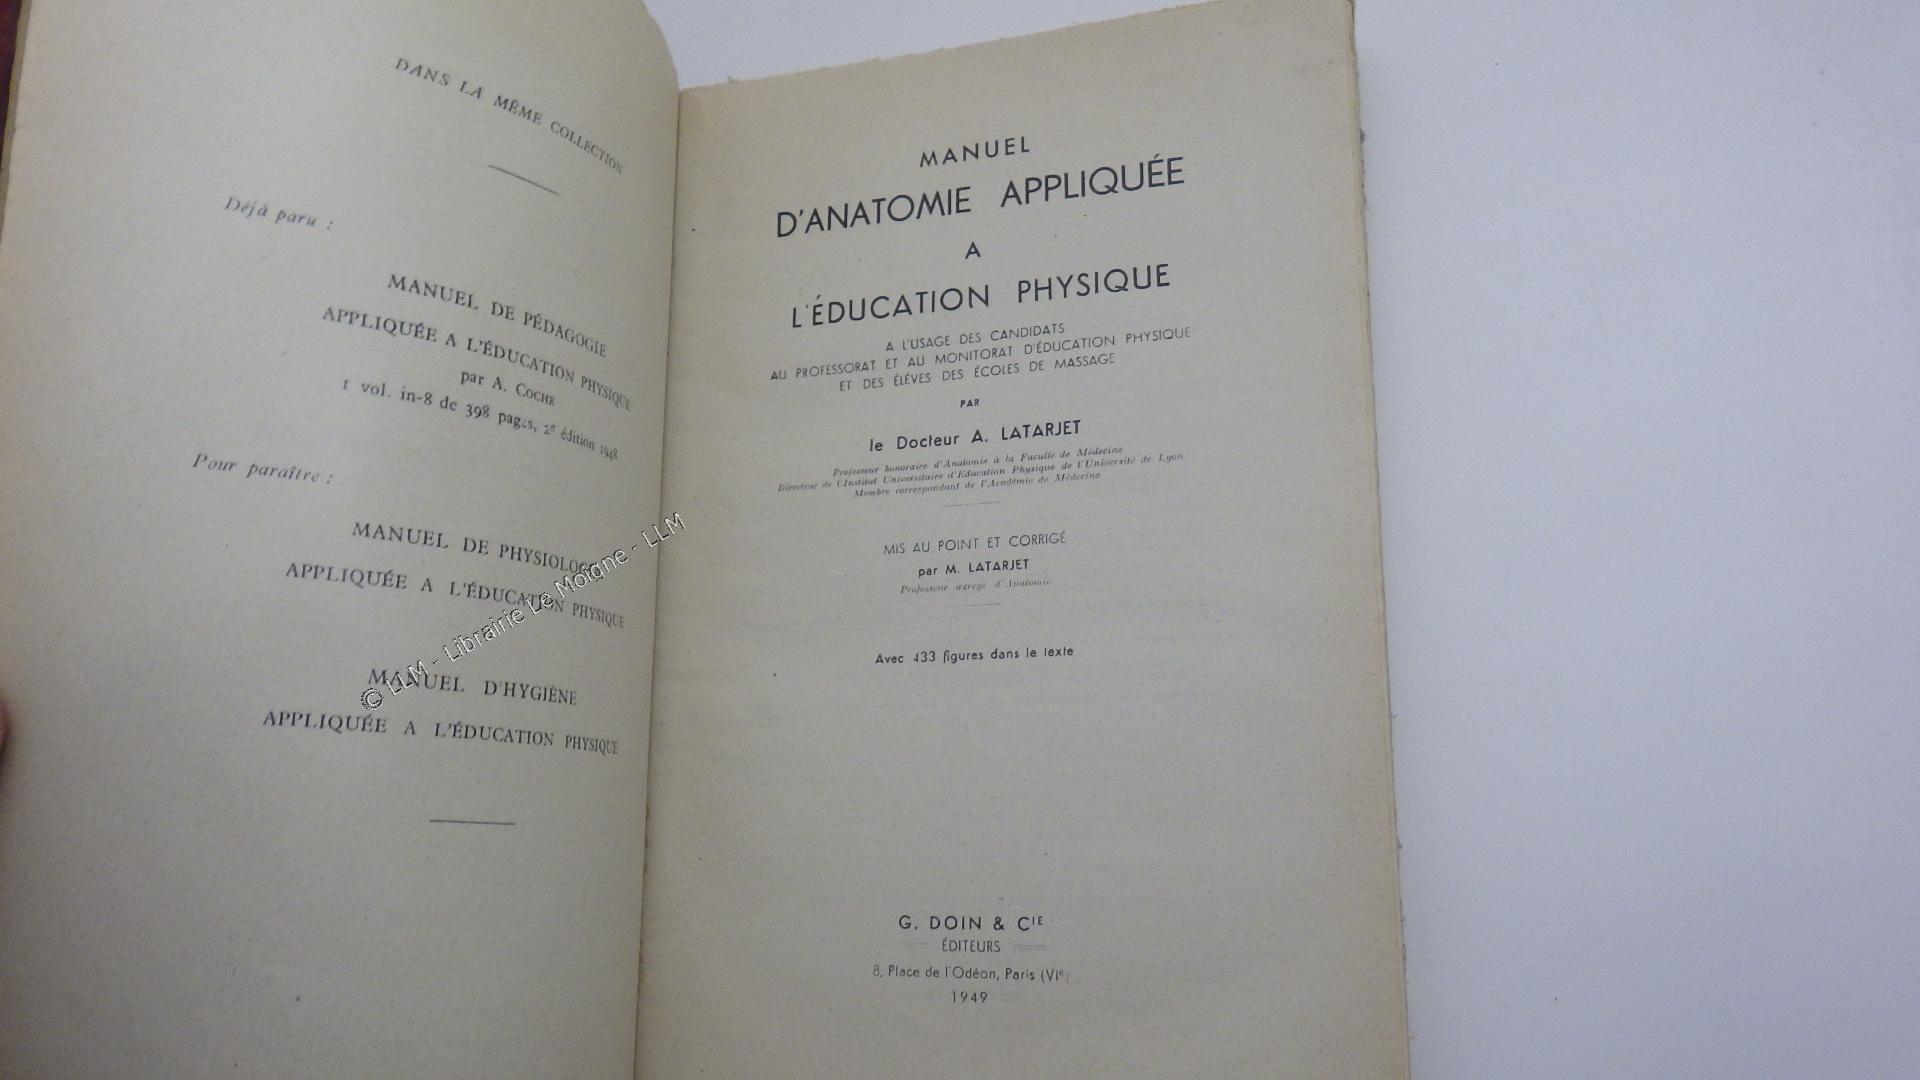 DANS LA MÊME COLLECTION
Déjà paru :
MANUEL DE PÉDAGOGIE
APPLIQUÉE A L'ÉDUCATION PHYSIQUE
par A. COCHE
1 vol. in-8 de 398 pages, 2e édition 1948
Pour paraître :
MANUEL DE PHYSIOLOGIE
APPLIQUÉE A L'ÉDUCATION PHYSIQUE
MANUEL D'HYGIÈNE
APPLIQUÉE A L'ÉDUCATION PHYSIQUE
© LLM - Librairie Le Moigne - LLM
MANUEL
D'ANATOMIE APPLIQUÉE
A
L'ÉDUCATION PHYSIQUE
A L'USAGE DES CANDIDATS
AU PROFESSORAT ET AU MONITORAT D'ÉDUCATION PHYSIQUE
ET DES ÉLÈVES DES ÉCOLES DE MASSAGE
PAR
le Docteur A. LATARJET
Professeur honoraire d'Anatomie à la Faculté de Médecine
Directeur de l'Institut Universitaire d'Education Physique de l'Université de Lyon
Membre correspondant de l'Académie de Médecine
MIS AU POINT ET CORRIGÉ
par M. LATARJET
Professeur agrégé d'Anatomie
Avec 433 figures dans le texte
G. DOIN & CIE
ÉDITEURS
8, Place de l'Odéon, Paris (VIe)
1949